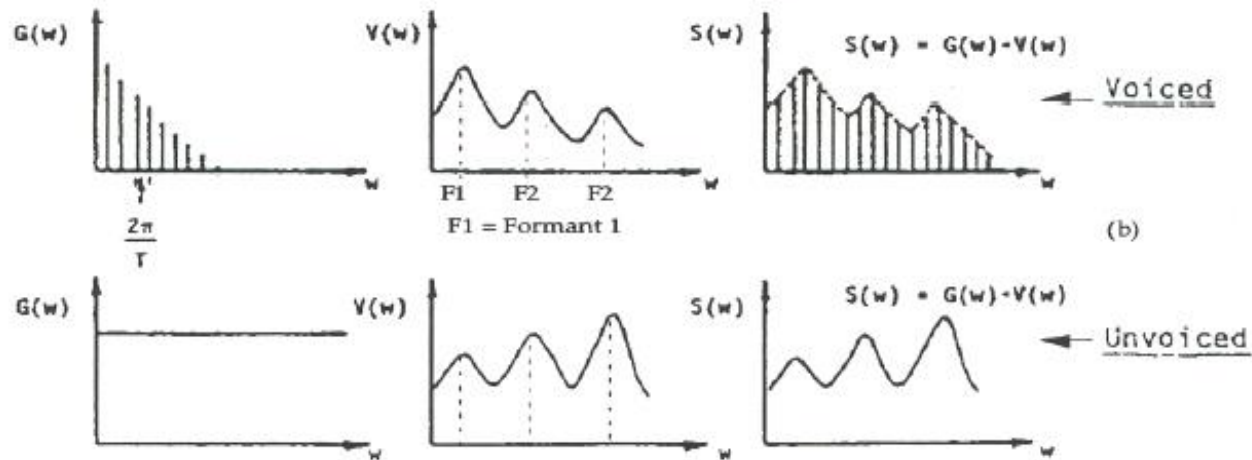 G(w)
V(w)
S(w)
S(w) = G(w)-V(w)
Voiced
w
w
w
F1
F2
F2
2π
T
F1 = Formant 1
(b)
G(w)
V(w)
S(w)
S(w) = G(w)-V(w)
Unvoiced
w
w
w